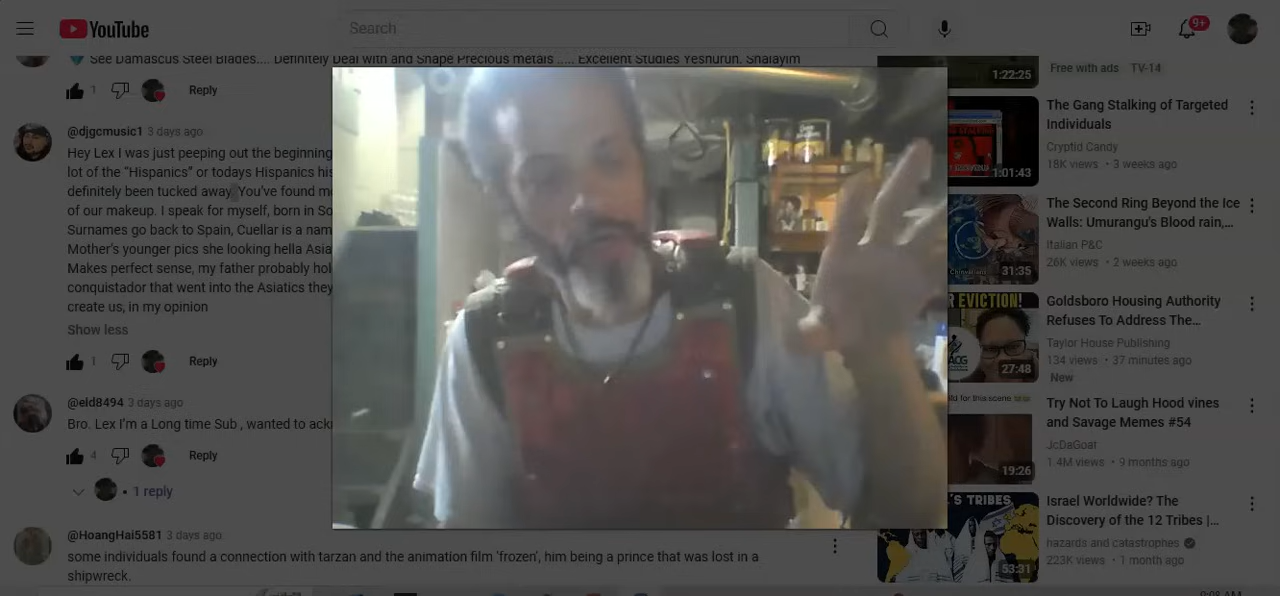 YouTube
Search
9+
See Damascus Steel Blades.... Definitely Deal with and Shape Precious metals ..... Excellent Studies Yeshurun. Shalayim
1
Reply
@djgcmusic1 3 days ago
Hey Lex I was just peeping out the beginning
lot of the “Hispanics” or todays Hispanics his
definitely been tucked away. You've found m
of our makeup. I speak for myself, born in So
Surnames go back to Spain, Cuellar is a nam
Mother's younger pics she looking hella Asia
Makes perfect sense, my father probably hol
conquistador that went into the Asiatics they
create us, in my opinion
Show less
1
Reply
@eld8494 3 days ago
Bro. Lex I'm a Long time Sub , wanted to ack
4
Reply
• 1 reply
@HoangHai5581 3 days ago
some individuals found a connection with tarzan and the animation film 'frozen', him being a prince that was lost in a
shipwreck.
1:22:25
Free with ads TV-14
1:01:43
The Gang Stalking of Targeted
Individuals
Cryptid Candy
18K views • 3 weeks ago
31:35
The Second Ring Beyond the Ice
Walls: Umurangu's Blood rain,...
Italian P&C
26K views • 2 weeks ago
EVICTION!
27:48
Goldsboro Housing Authority
Refuses To Address The...
Taylor House Publishing
134 views • 37 minutes ago
New
19:26
Try Not To Laugh Hood vines
and Savage Memes #54
JcDaGoat
1.4M views • 9 months ago
'S TRIBES
53:31
Israel Worldwide? The
Discovery of the 12 Tribes |...
hazards and catastrophes
223K views • 1 month ago